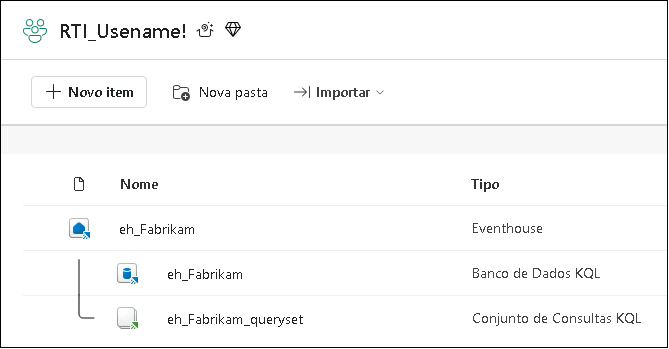 RTI_Usename!
Novo item
Nova pasta
Importar
Nome Tipo
eh_Fabrikam Eventhouse
eh_Fabrikam Banco de Dados KQL
eh_Fabrikam_queryset Conjunto de Consultas KQL